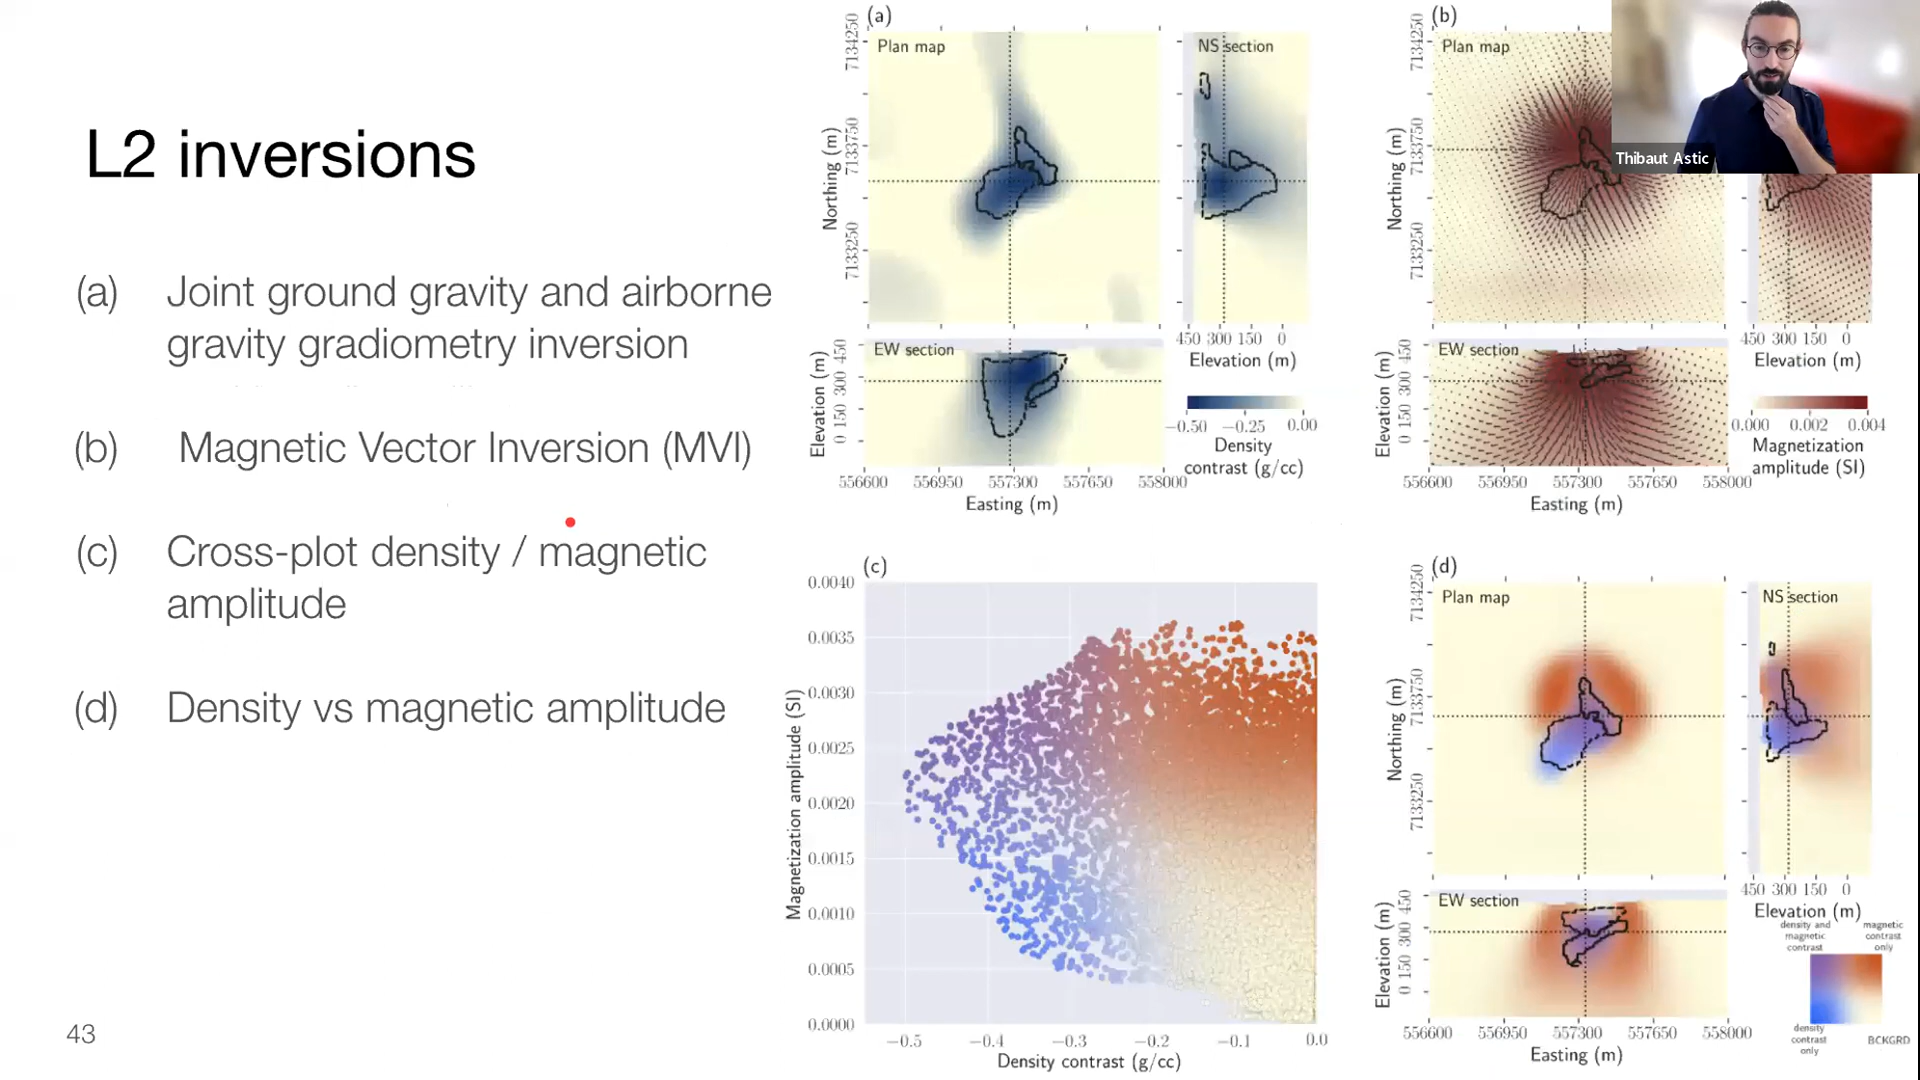 L2 inversions
(a) Joint ground gravity and airborne
gravity gradiometry inversion
(b) Magnetic Vector Inversion (MVI)
(c) Cross-plot density / magnetic
amplitude
(d) Density vs magnetic amplitude
43
(a)
Plan map
NS section
7134250
7133750
7133250
Northing (m)
EW section
450
300
150
0
Elevation (m)
450 300 150 0
Elevation (m)
−0.50 −0.25 0.00
Density
contrast (g/cc)
556600 556950 557300 557650 558000
Easting (m)
(b)
Plan map
Thibaut Astic
7134250
7133750
7133250
Northing (m)
EW section
450
300
150
0
Elevation (m)
450 300 150 0
Elevation (m)
0.000 0.002 0.004
Magnetization
amplitude (SI)
556600 556950 557300 557650 558000
Easting (m)
(c)
0.0040
0.0035
0.0030
0.0025
0.0020
0.0015
0.0010
0.0005
0.0000
Magnetization amplitude (SI)
−0.5 −0.4 −0.3 −0.2 −0.1 0.0
Density contrast (g/cc)
(d)
Plan map
NS section
7134250
7133750
7133250
Northing (m)
EW section
450
300
150
0
Elevation (m)
450 300 150 0
Elevation (m)
density and
magnetic
contrast
magnetic
contrast
only
density
contrast
only
BCKGRD
556600 556950 557300 557650 558000
Easting (m)